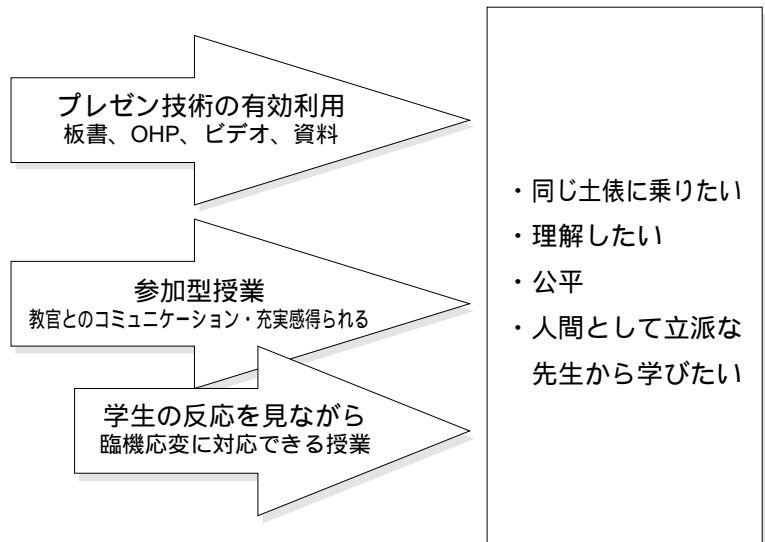 プレゼン技術の有効利用
板書、OHP、ビデオ、資料
参加型授業
教官とのコミュニケーション・充実感得られる
学生の反応を見ながら
臨機応変に対応できる授業
・同じ土俵に乗りたい
・理解したい
・公平
・人間として立派な
先生から学びたい